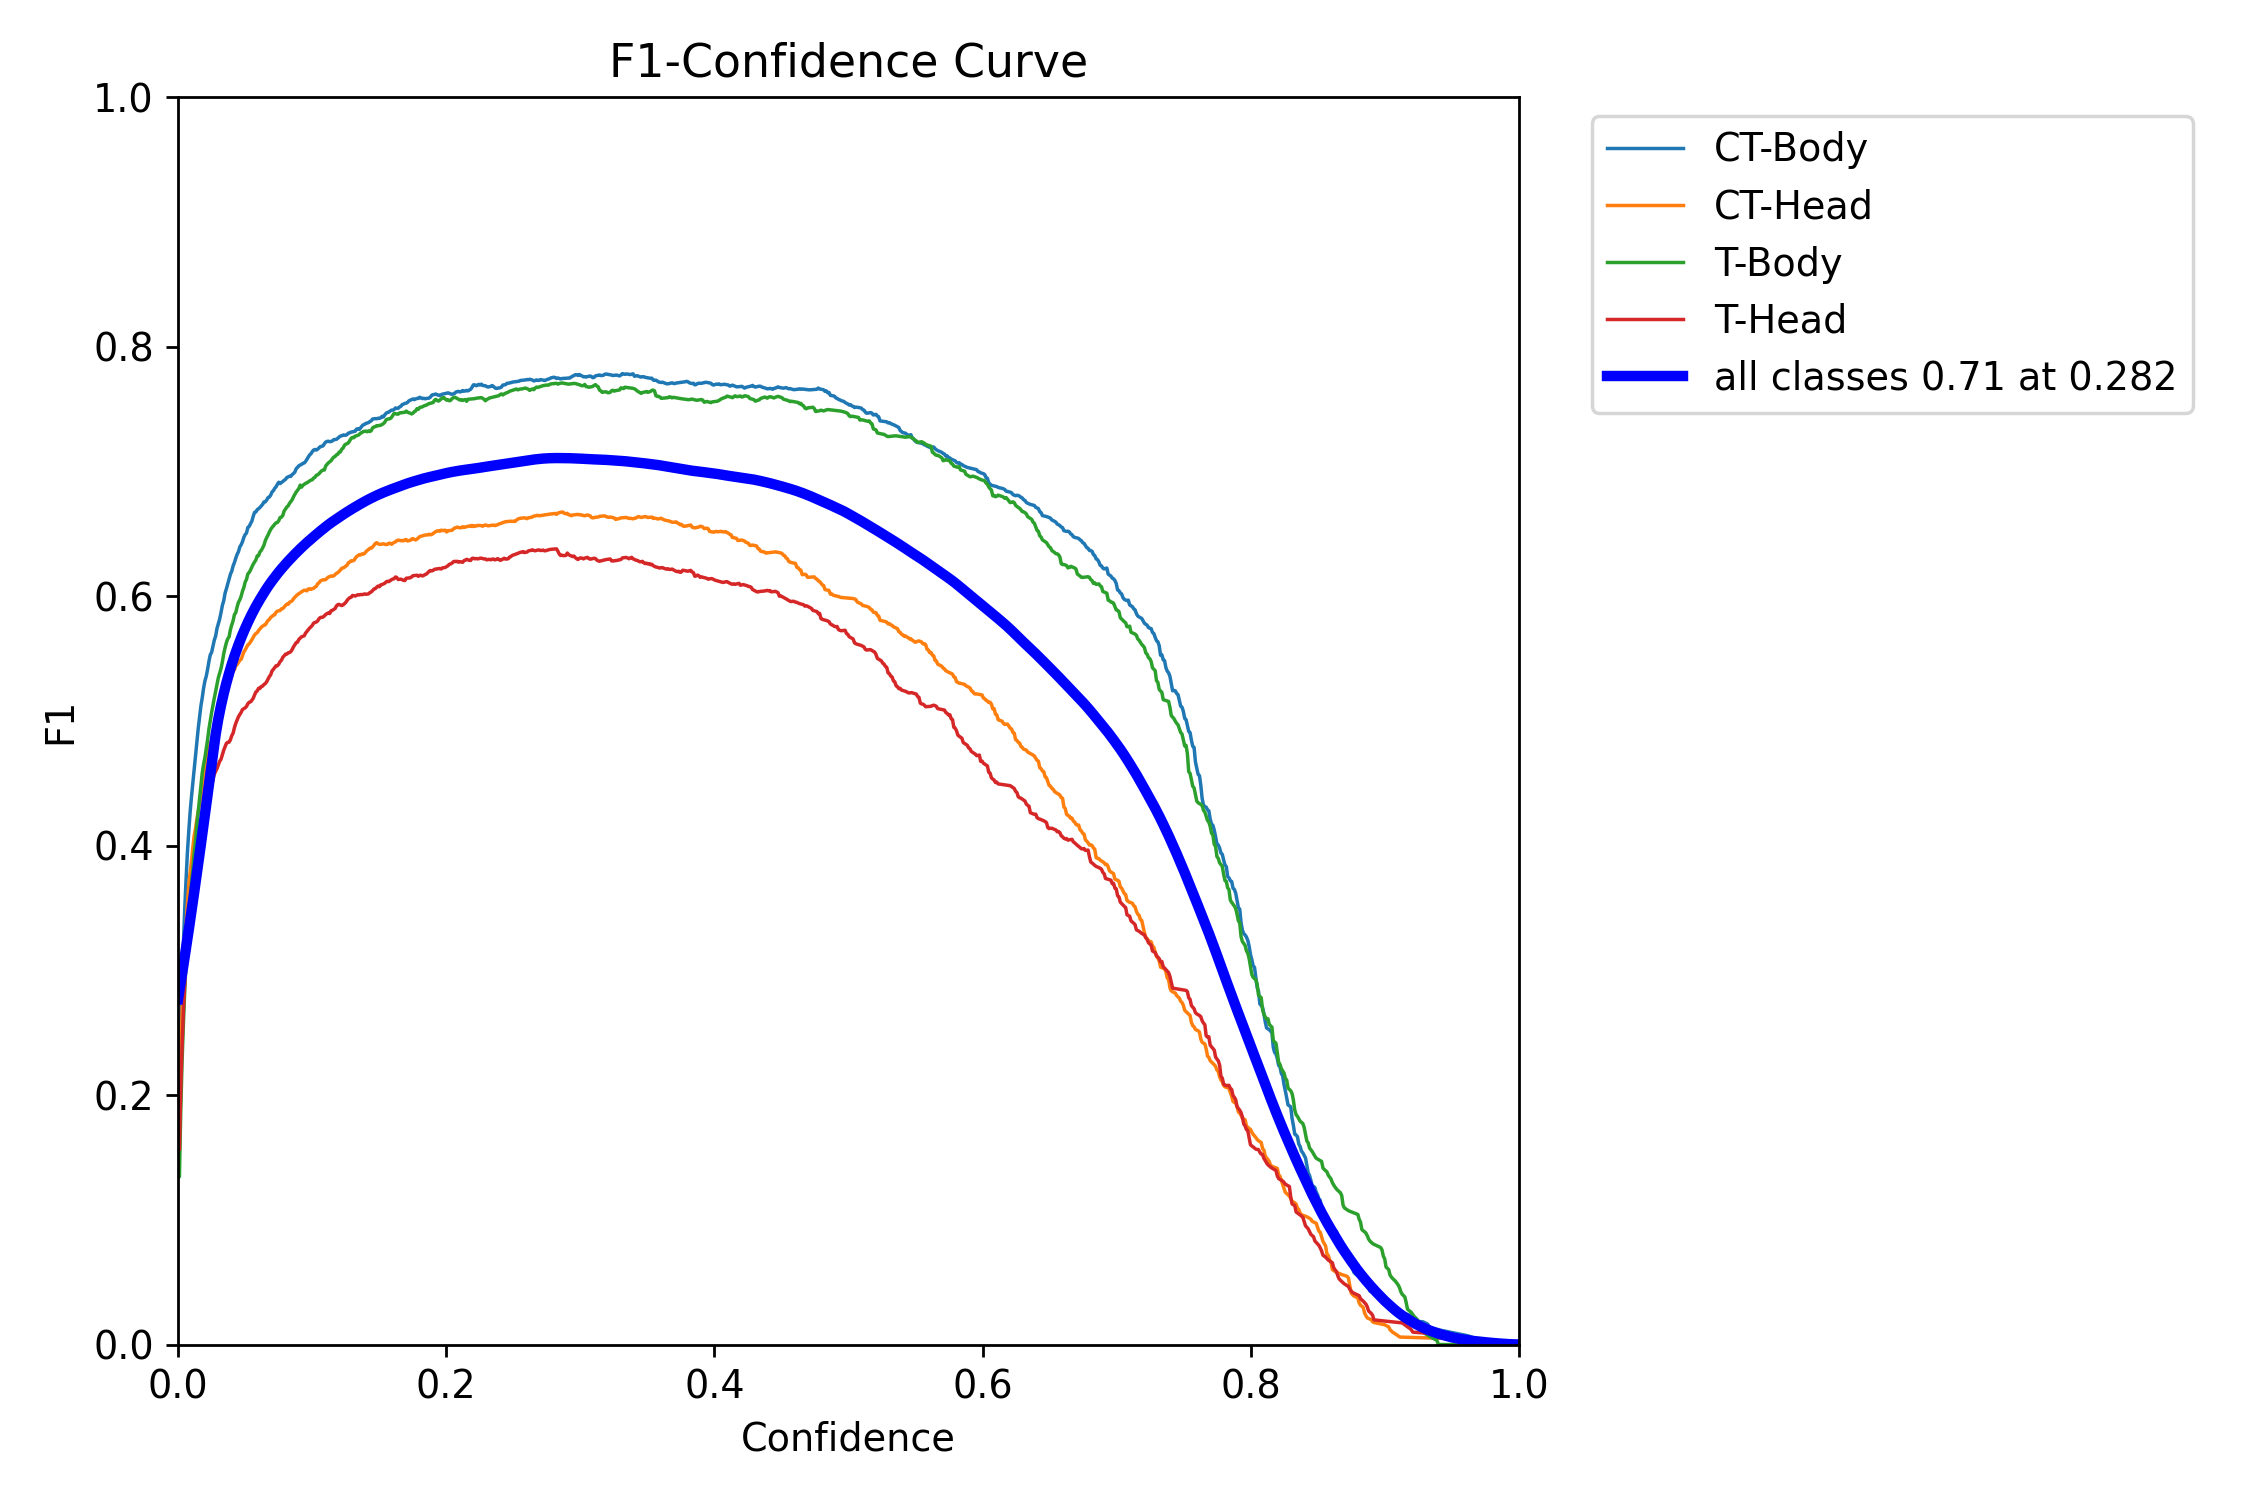 F1-Confidence Curve
1.0
0.8
0.6
0.4
0.2
0.0
F1
0.0 0.2 0.4 0.6 0.8 1.0
Confidence
CT-Body
CT-Head
T-Body
T-Head
all classes 0.71 at 0.282